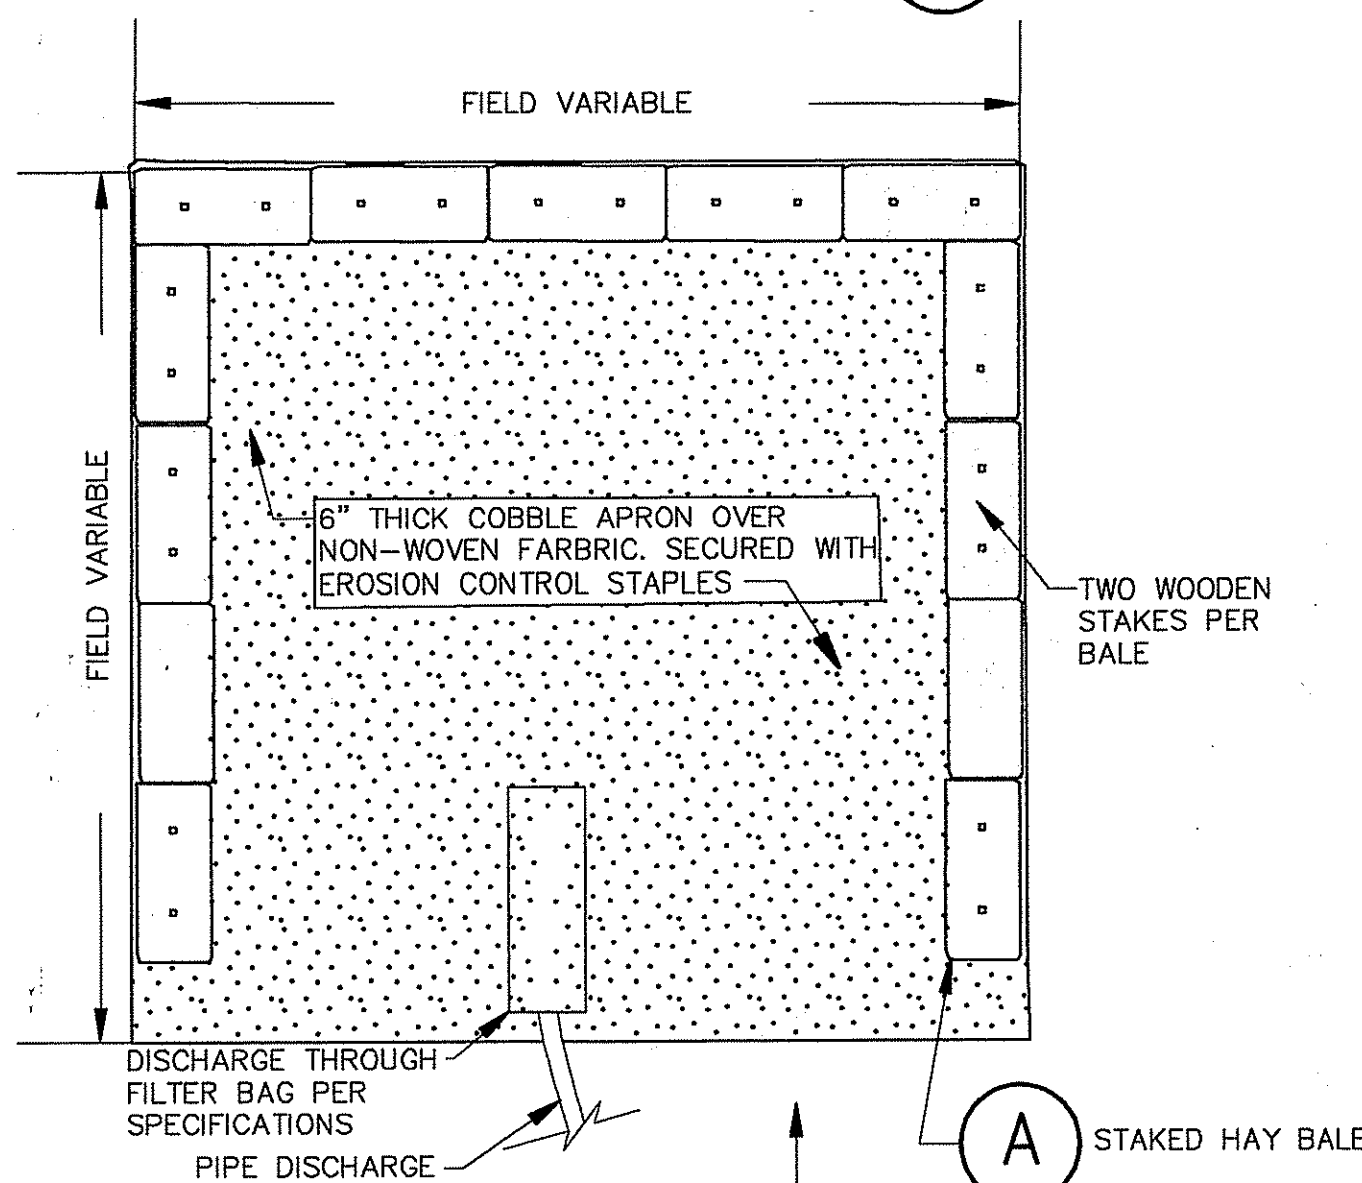 FIELD VARIABLE
FIELD VARIABLE
6" THICK COBBLE APRON OVER
NON-WOVEN FARBRIC. SECURED WITH
EROSION CONTROL STAPLES
TWO WOODEN
STAKES PER
BALE
DISCHARGE THROUGH
FILTER BAG PER
SPECIFICATIONS
PIPE DISCHARGE
A
STAKED HAY BALE